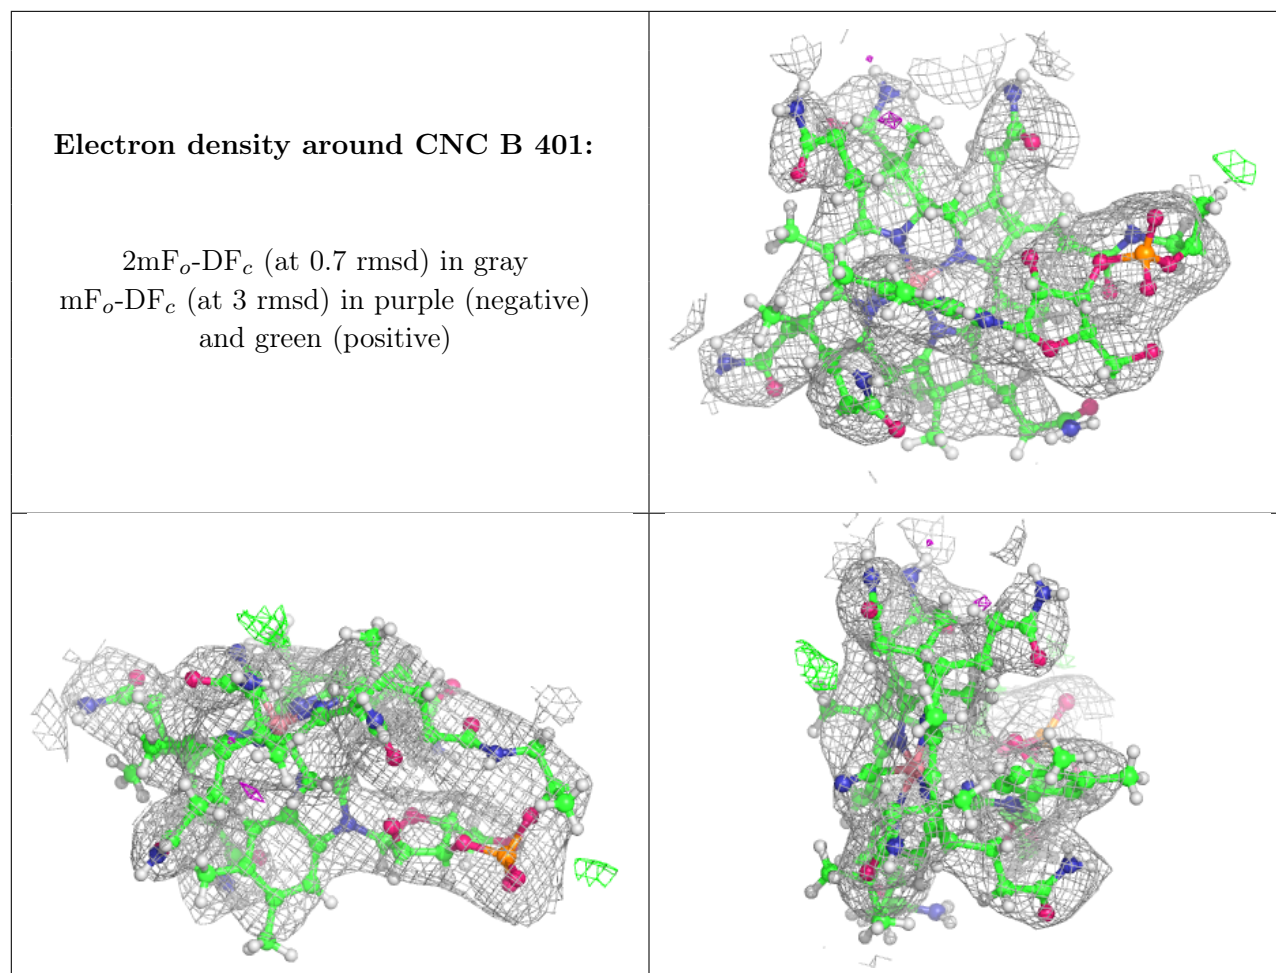 Electron density around CNC B 401:
2mFo-DFc (at 0.7 rmsd) in gray
mFo-DFc (at 3 rmsd) in purple (negative)
and green (positive)